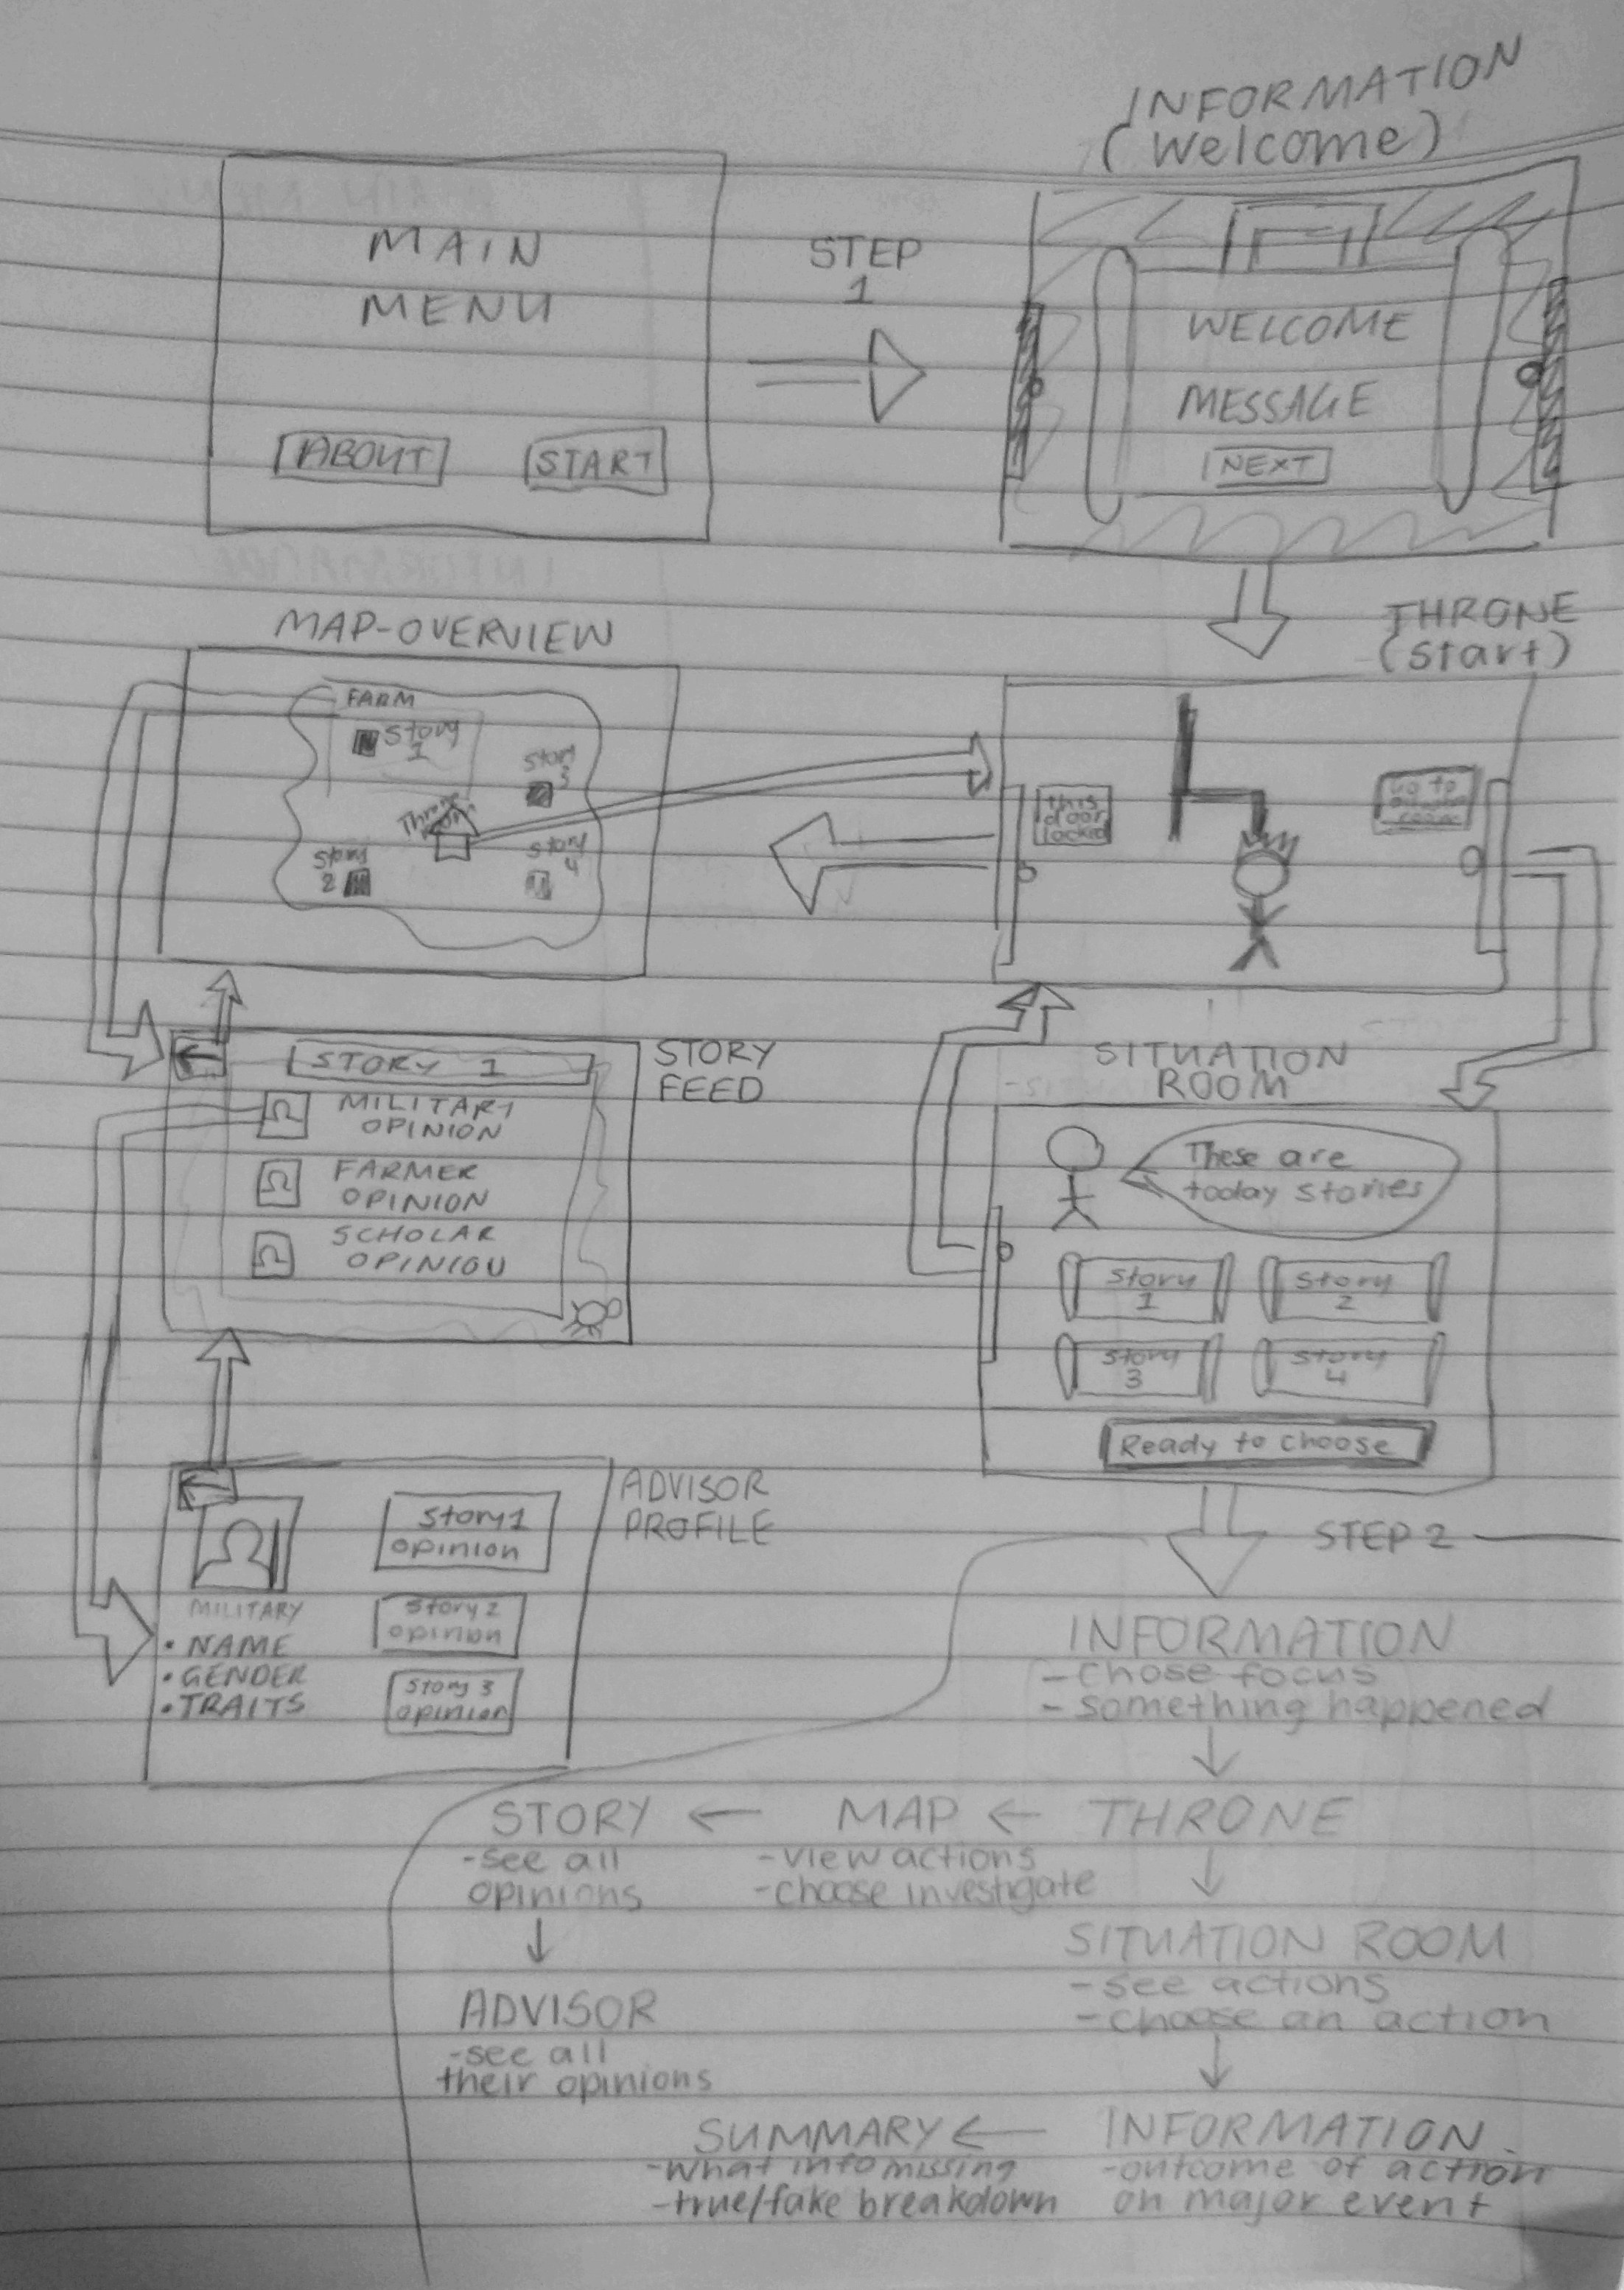 INFORMATION
(Welcome)
MAIN
MENU
ABOUT
START
STEP
1
WELCOME
MESSAGE
NEXT
MAP-OVERVIEW
FARM
Story
1
Story
3
Throne
Room
Story
2
Story
4
THRONE
(start)
this
door
locked
Go to
STORY
FEED
STORY 1
MILITARY
OPINION
FARMER
OPINION
SCHOLAR
OPINION
SITUATION
ROOM
These are
today stories
Story
1
Story
2
Story
3
Story
4
Ready to choose
ADVISOR
PROFILE
MILITARY
• NAME
• GENDER
• TRAITS
Story 1
opinion
Story 2
opinion
Story 3
opinion
STEP 2
INFORMATION
- chose focus
- something happened
THRONE
MAP
- view actions
- choose investigate
STORY
- see all
opinions
ADVISOR
- see all
their opinions
SITUATION ROOM
- see actions
- choose an action
INFORMATION
- outcome of action
on major event
SUMMARY
- what info missing
- true/fake breakdown